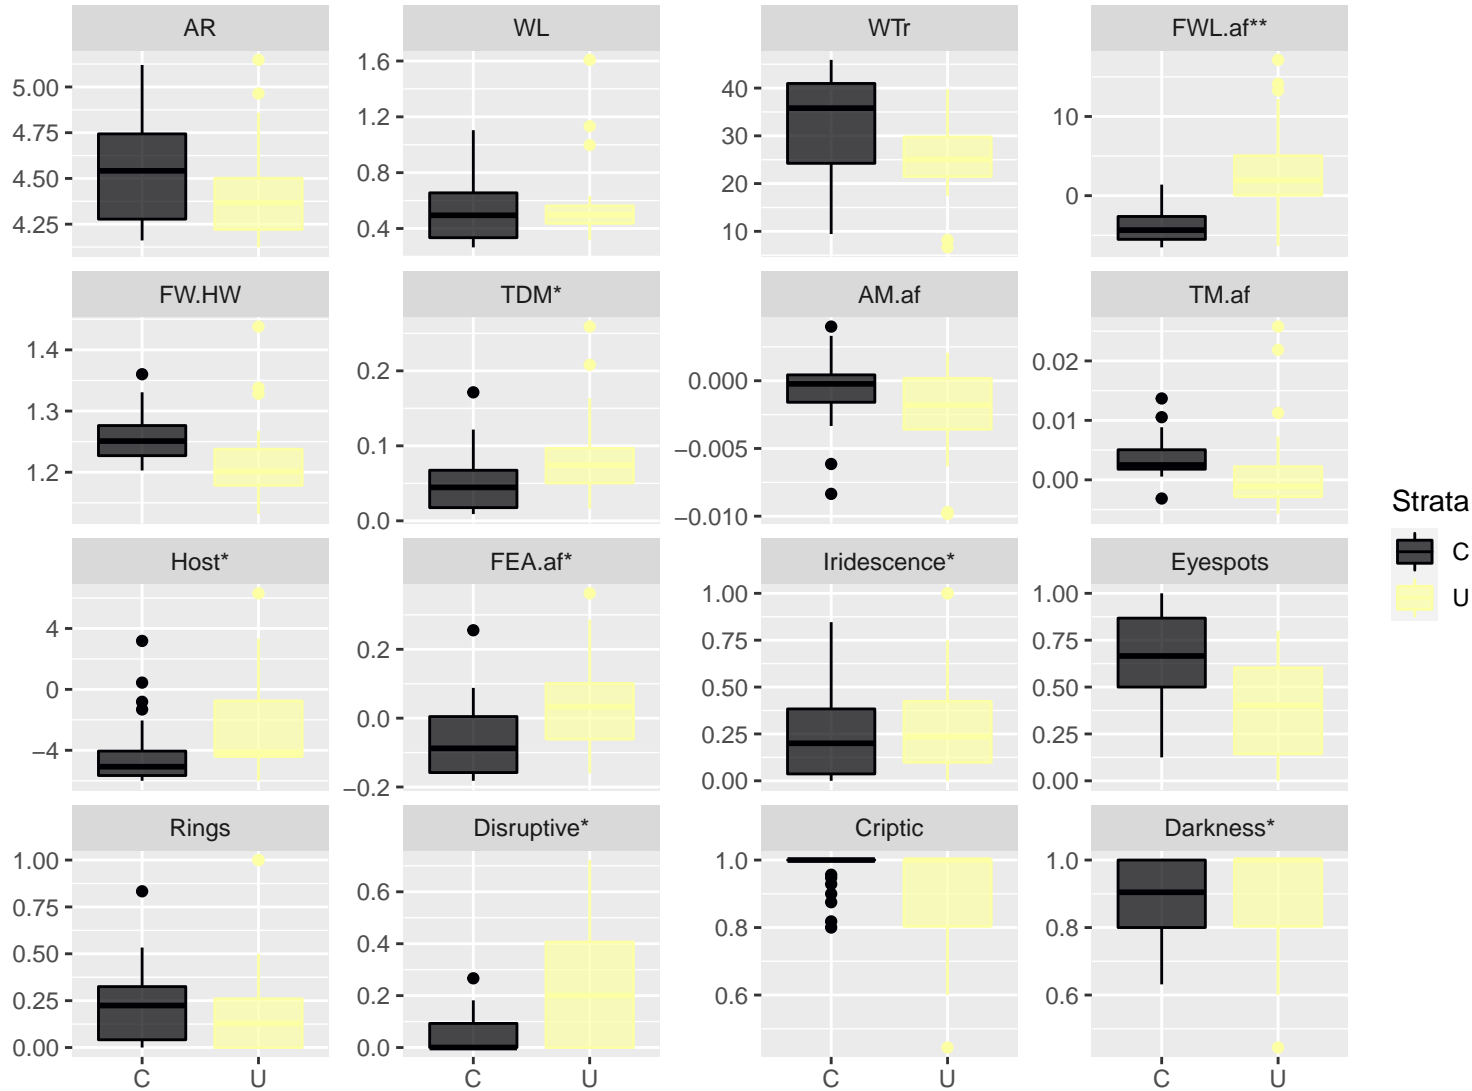 AR WL WTr FWL.af**
5.00 4.75 4.50 4.25
1.6 1.2 0.8 0.4
40 30 20 10
10 0
FW.HW TDM* AM.af TM.af
1.4 1.3 1.2
0.2 0.1 0.0
0.000 −0.005 −0.010
0.02 0.01 0.00
Host* FEA.af* Iridescence* Eyespots
4 0 −4
0.2 0.0 −0.2
1.00 0.75 0.50 0.25 0.00
1.00 0.75 0.50 0.25 0.00
Rings Disruptive* Criptic Darkness*
1.00 0.75 0.50 0.25 0.00
0.6 0.4 0.2 0.0
1.0 0.8 0.6
1.0 0.8 0.6
C U C U C U C U
Strata
C
U